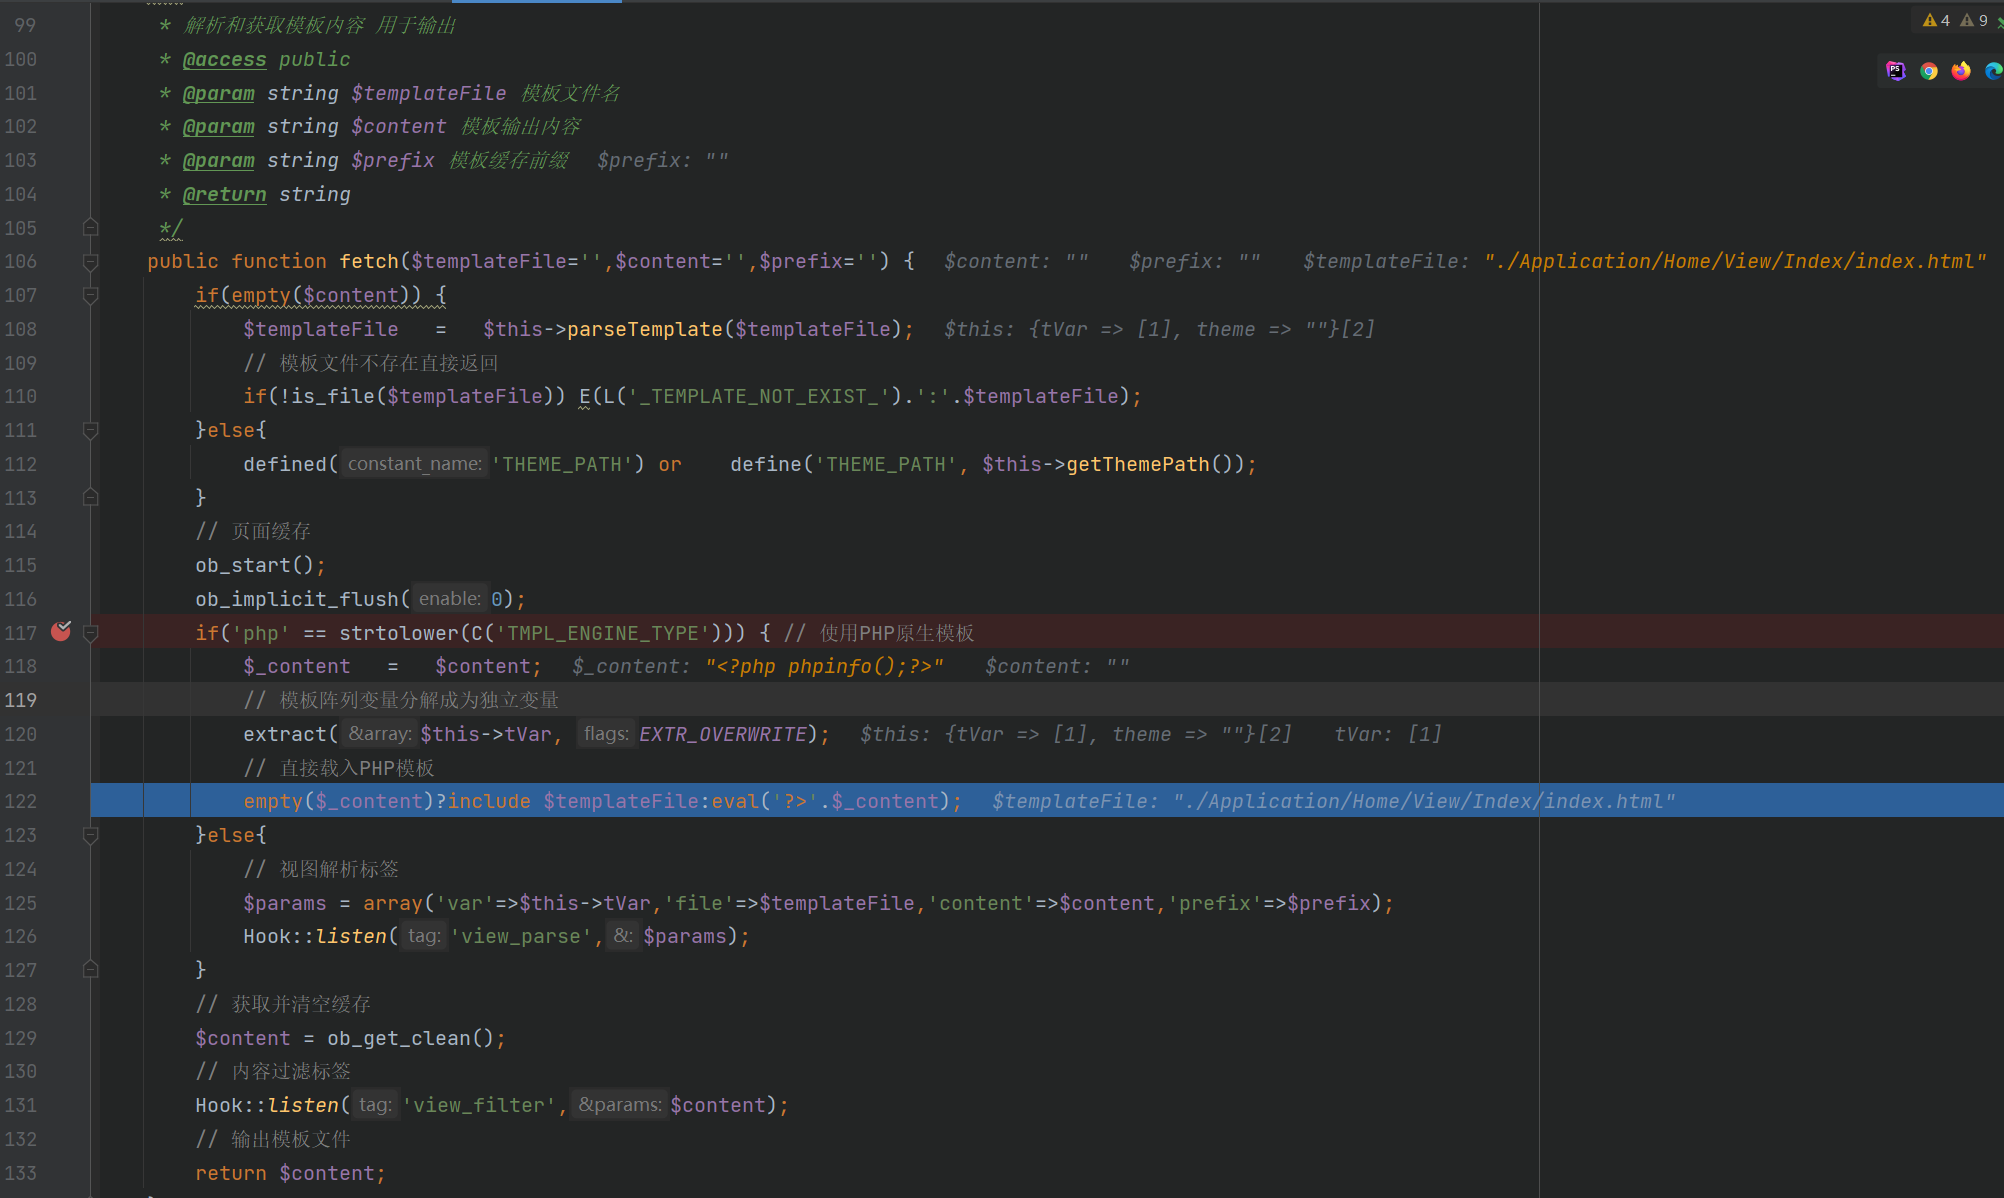 99 * 解析和获取模板内容 用于输出
4 9
100 * @access public
101 * @param string $templateFile 模板文件名
102 * @param string $content 模板输出内容
103 * @param string $prefix 模板缓存前缀 $prefix: ""
104 * @return string
105 */
106 public function fetch($templateFile='',$content='',$prefix='') { $content: "" $prefix: "" $templateFile: "./Application/Home/View/Index/index.html"
107 if(empty($content)) {
108 $templateFile = $this->parseTemplate($templateFile); $this: {tVar => [1], theme => ""}[2]
109 // 模板文件不存在直接返回
110 if(!is_file($templateFile)) E(L('_TEMPLATE_NOT_EXIST_').':'.$templateFile);
111 }else{
112 defined( constant_name: 'THEME_PATH') or define('THEME_PATH', $this->getThemePath());
113 }
114 // 页面缓存
115 ob_start();
116 ob_implicit_flush( enable: 0);
117 if('php' == strtolower(C('TMPL_ENGINE_TYPE'))) { // 使用PHP原生模板
118 $_content = $content; $_content: "<?php phpinfo();?>" $content: ""
119 // 模板阵列变量分解成为独立变量
120 extract( &array: $this->tVar, flags: EXTR_OVERWRITE); $this: {tVar => [1], theme => ""}[2] tVar: [1]
121 // 直接载入PHP模板
122 empty($_content)?include $templateFile:eval('?>'.$_content); $templateFile: "./Application/Home/View/Index/index.html"
123 }else{
124 // 视图解析标签
125 $params = array('var'=>$this->tVar,'file'=>$templateFile,'content'=>$content,'prefix'=>$prefix);
126 Hook::listen( tag: 'view_parse', &: $params);
127 }
128 // 获取并清空缓存
129 $content = ob_get_clean();
130 // 内容过滤标签
131 Hook::listen( tag: 'view_filter', &params: $content);
132 // 输出模板文件
133 return $content;